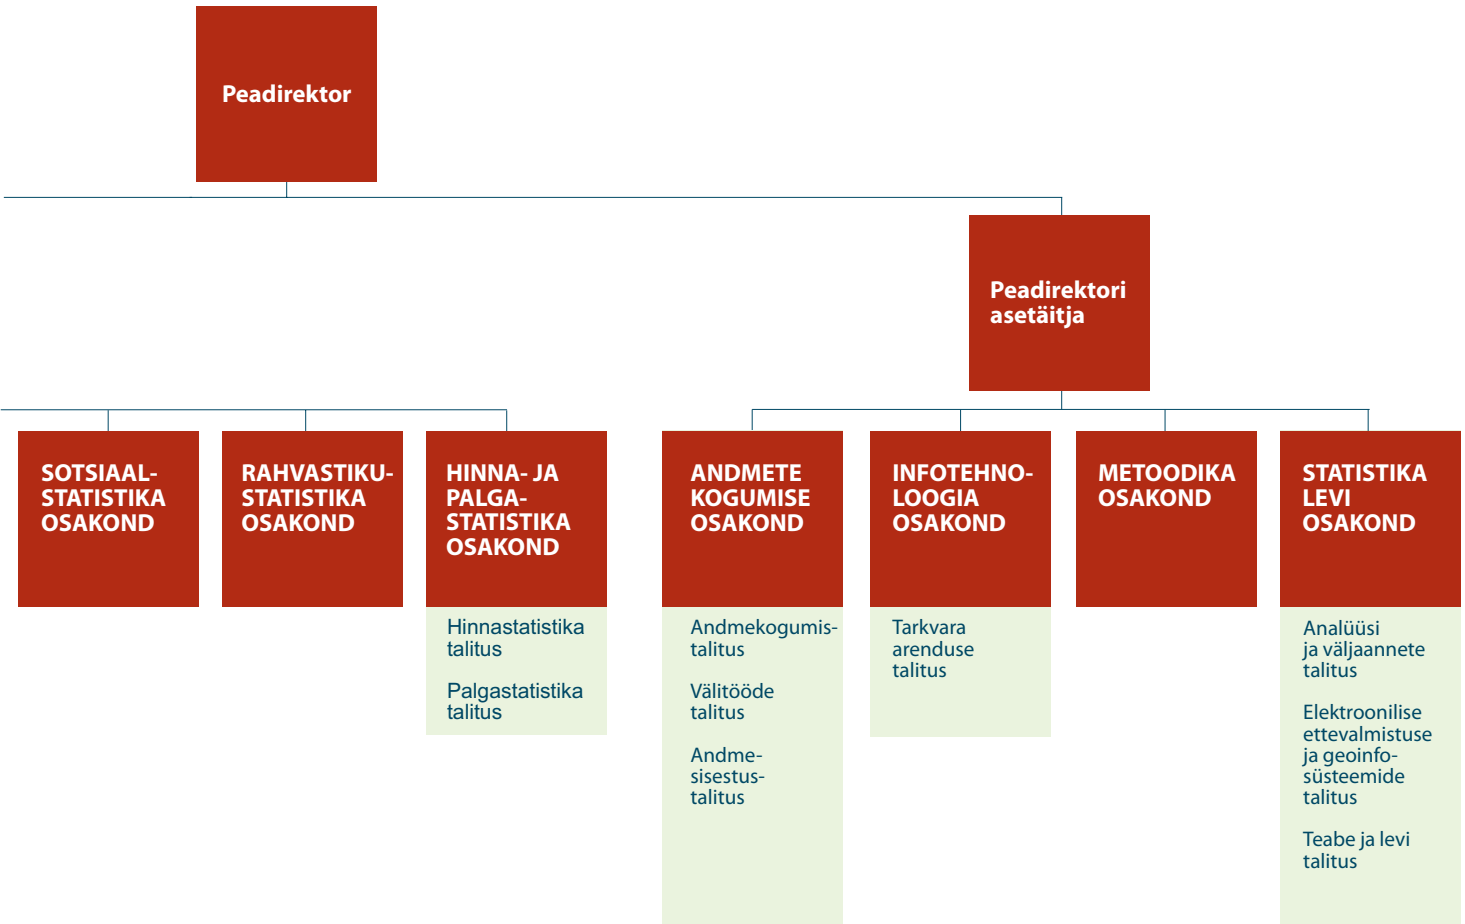 Peadirektor
Peadirektori
asetäitja
SOTSIAAL-
STATISTIKA
OSAKOND
RAHVASTIKU-
STATISTIKA
OSAKOND
HINNA- JA
PALGA-
STATISTIKA
OSAKOND
Hinnastatistika
talitus
Palgastatistika
talitus
ANDMETE
KOGUMISE
OSAKOND
Andmekogumis-
talitus
Välitööde
talitus
Andme-
sisestus-
talitus
INFOTEHNO-
LOOGIA
OSAKOND
Tarkvara
arenduse
talitus
METOODIKA
OSAKOND
STATISTIKA
LEVI
OSAKOND
Analüüsi
ja väljaannete
talitus
Elektroonilise
ettevalmistuse
ja geoinfo-
süsteemide
talitus
Teabe ja levi
talitus